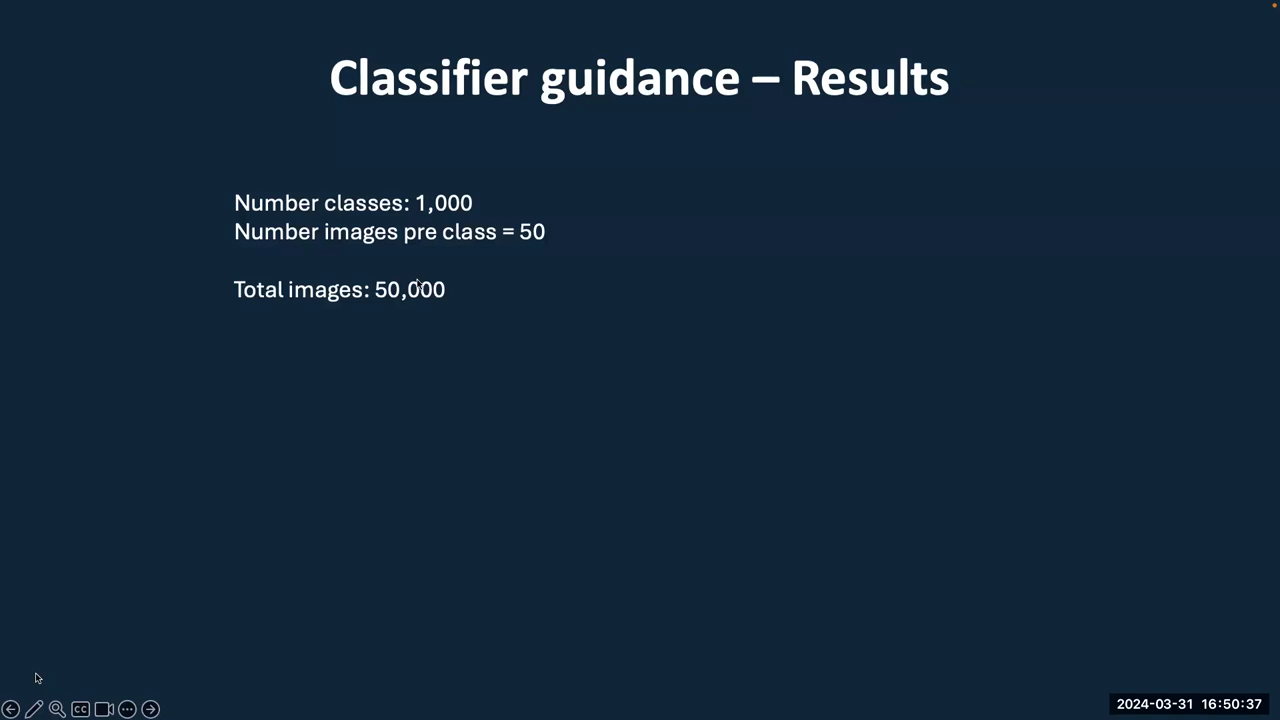 Classifier guidance – Results
Number classes: 1,000
Number images pre class = 50
Total images: 50,000
CC
2024-03-31 16:50:37